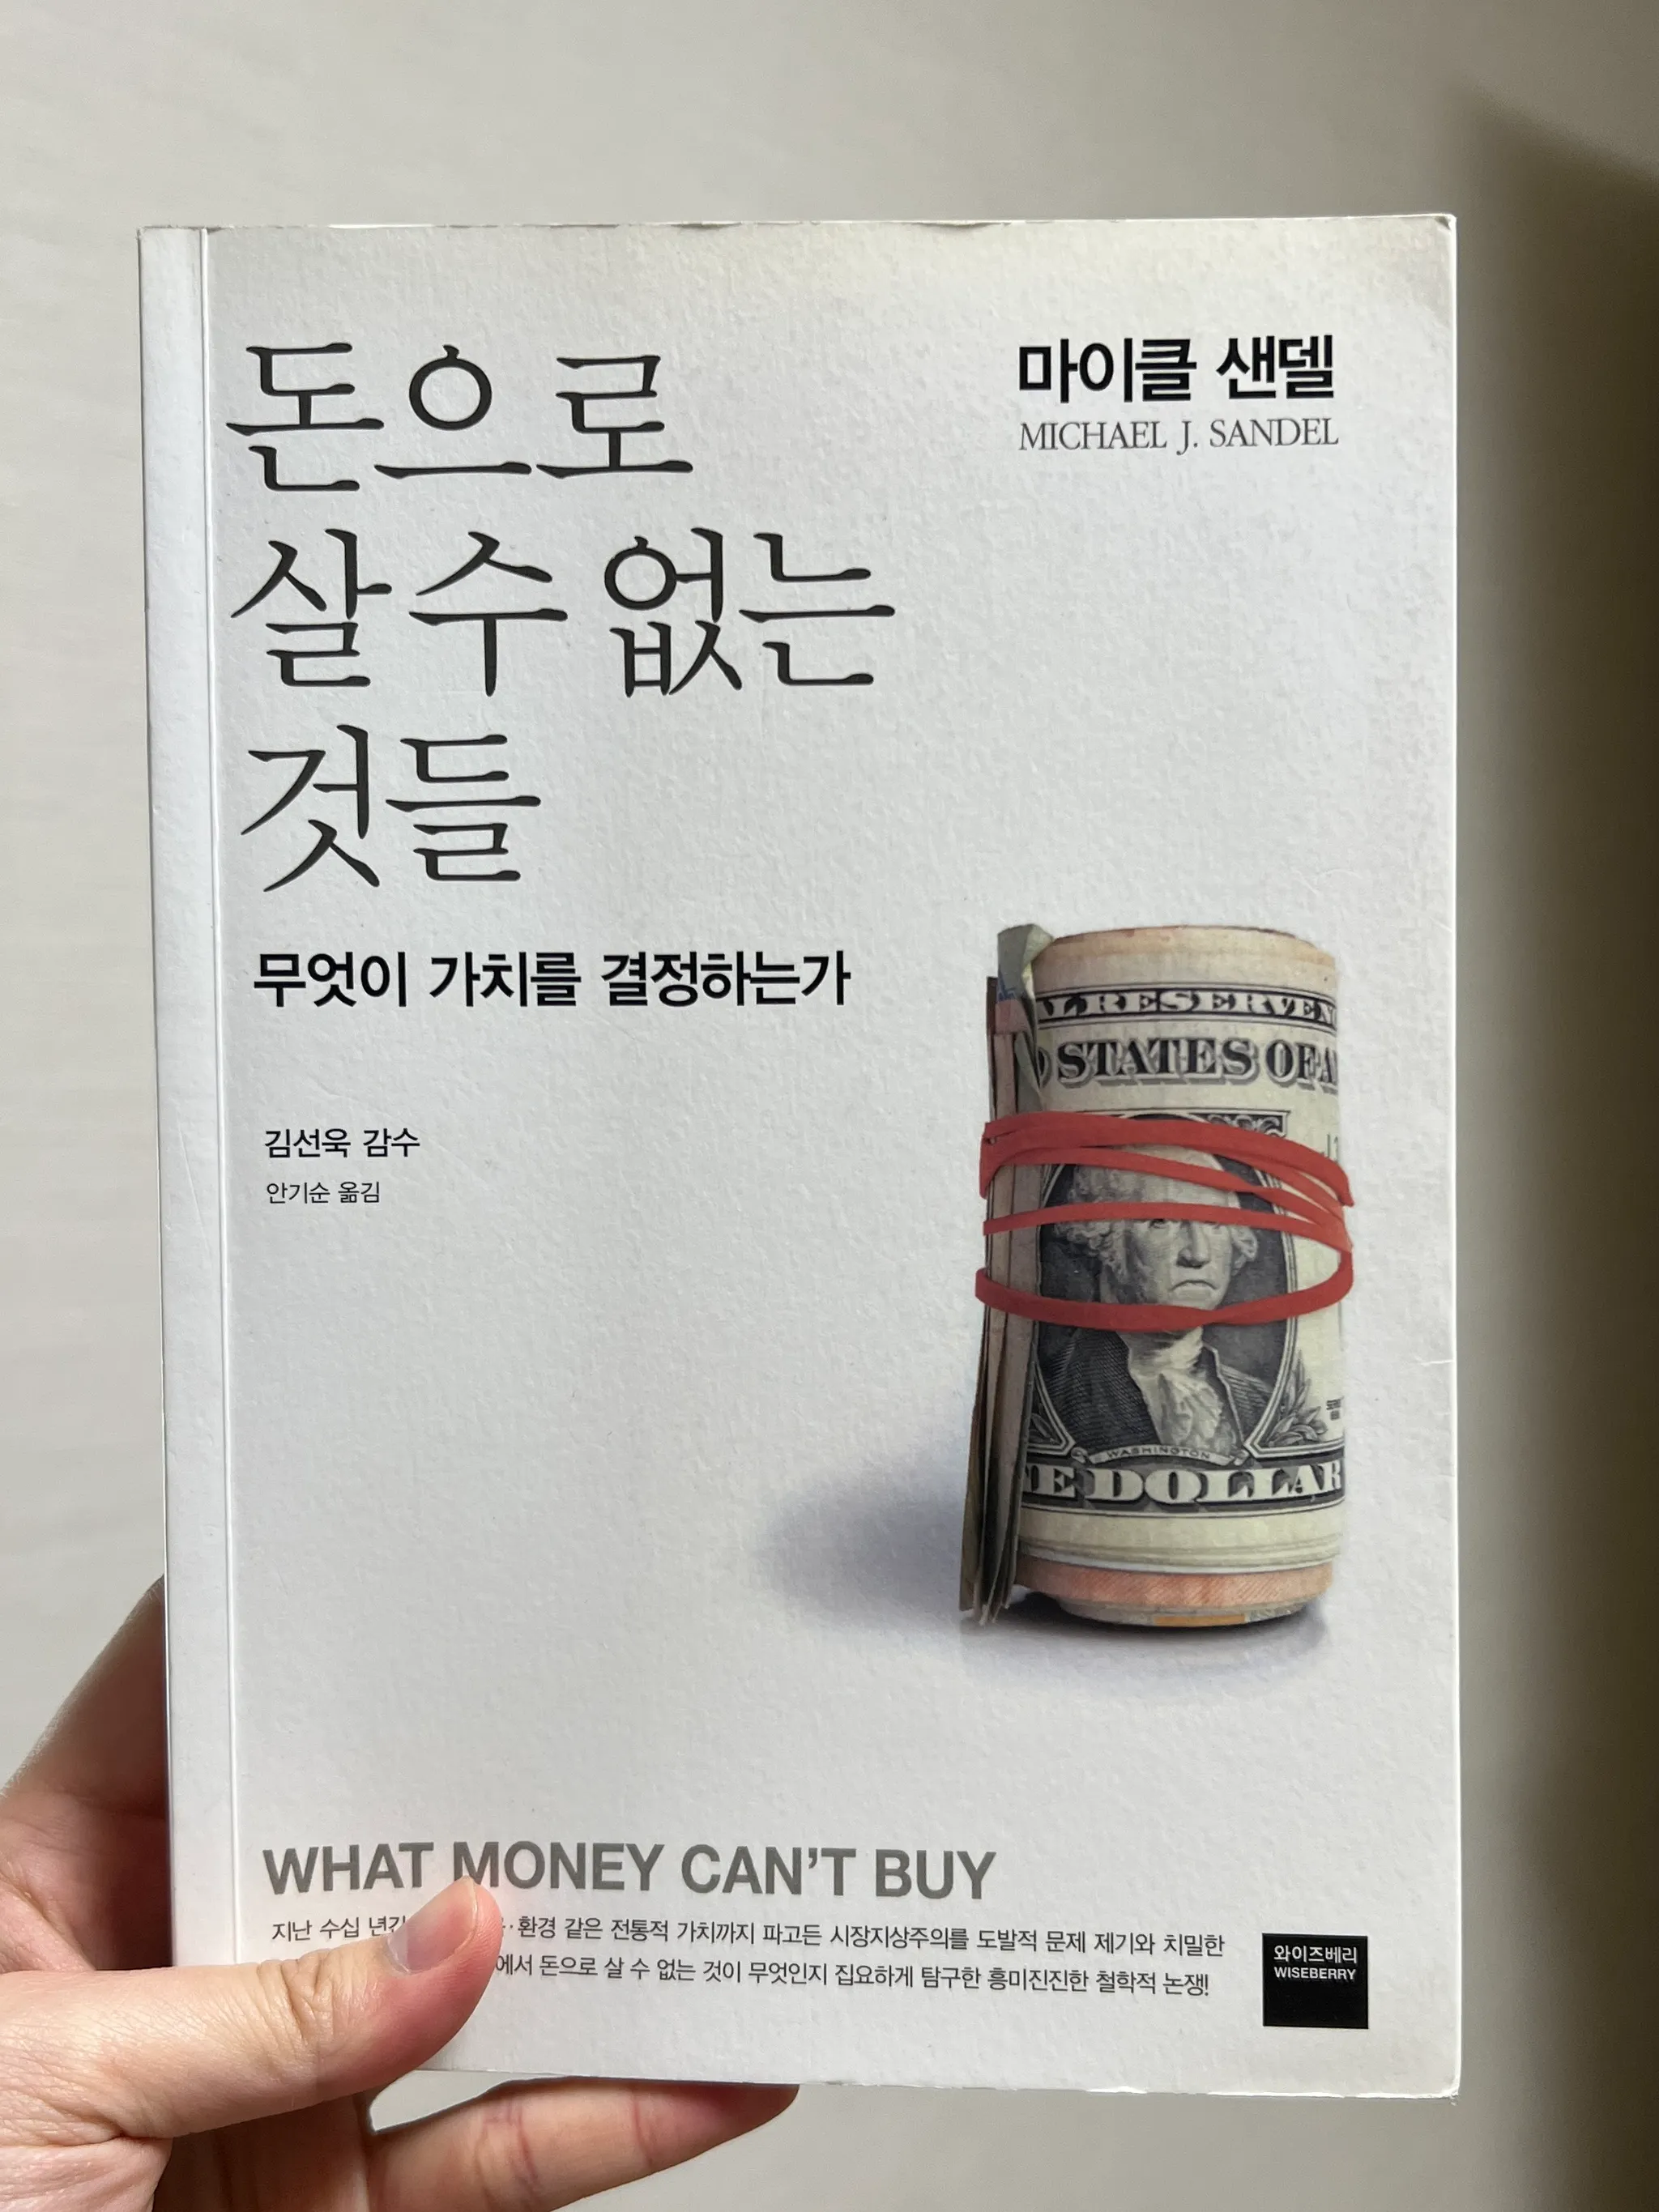 돈으로
살 수 없는
것들
마이클 샌델
MICHAEL J. SANDEL
무엇이 가치를 결정하는가
김선욱 감수
안기순 옮김
AL RESERVE
STATES OF
WASHINGTON
DOLLAR
WHAT MONEY CAN'T BUY
지난 수십 ·환경 같은 전통적 가치까지 파고든 시장지상주의를 도발적 문제 제기와 치밀한
에서 돈으로 살 수 없는 것이 무엇인지 집요하게 탐구한 흥미진진한 철학적 논쟁!
와이즈베리
WISEBERRY